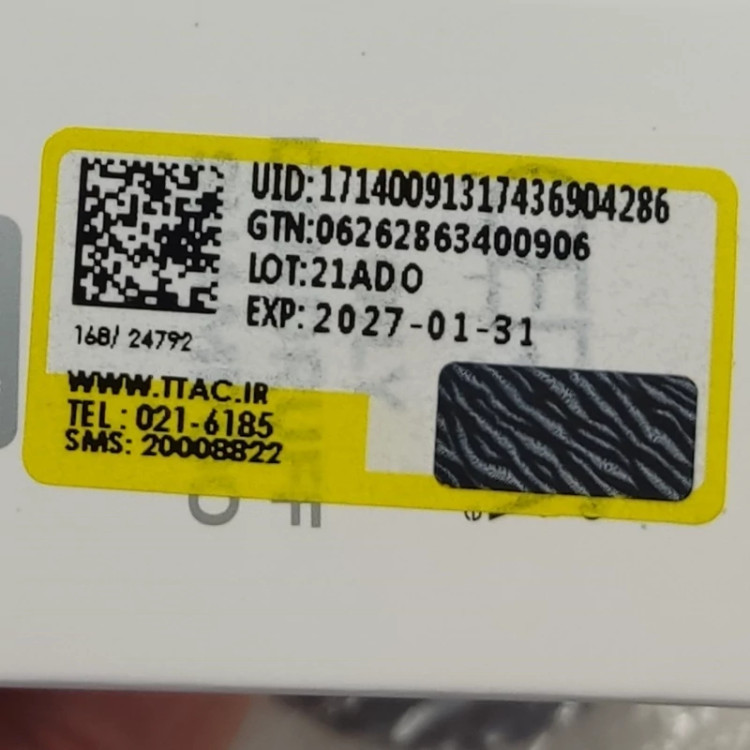 UID:17140091317436904286
GTN:06262863400906
LOT:21ADO
EXP:2027-01-31
168/ 24792
WWW.TTAC.IR
TEL : 021-6185
SMS: 20008822